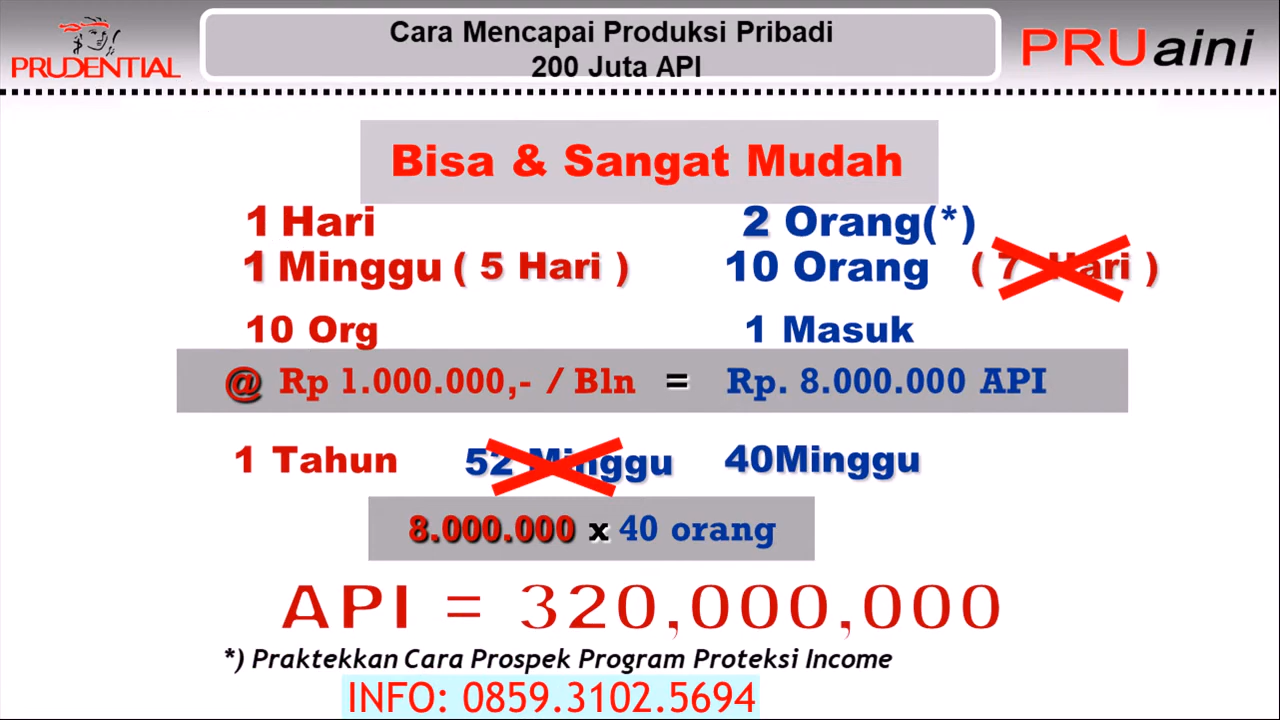 PRUDENTIAL
Cara Mencapai Produksi Pribadi
200 Juta API
PRUaini
Bisa & Sangat Mudah
1 Hari 2 Orang(*)
1 Minggu ( 5 Hari ) 10 Orang ( 7 Hari )
10 Org 1 Masuk
@ Rp 1.000.000,- / Bln = Rp. 8.000.000 API
1 Tahun 52 Minggu 40Minggu
8.000.000 x 40 orang
API = 320,000,000
*) Praktekkan Cara Prospek Program Proteksi Income
INFO: 0859.3102.5694